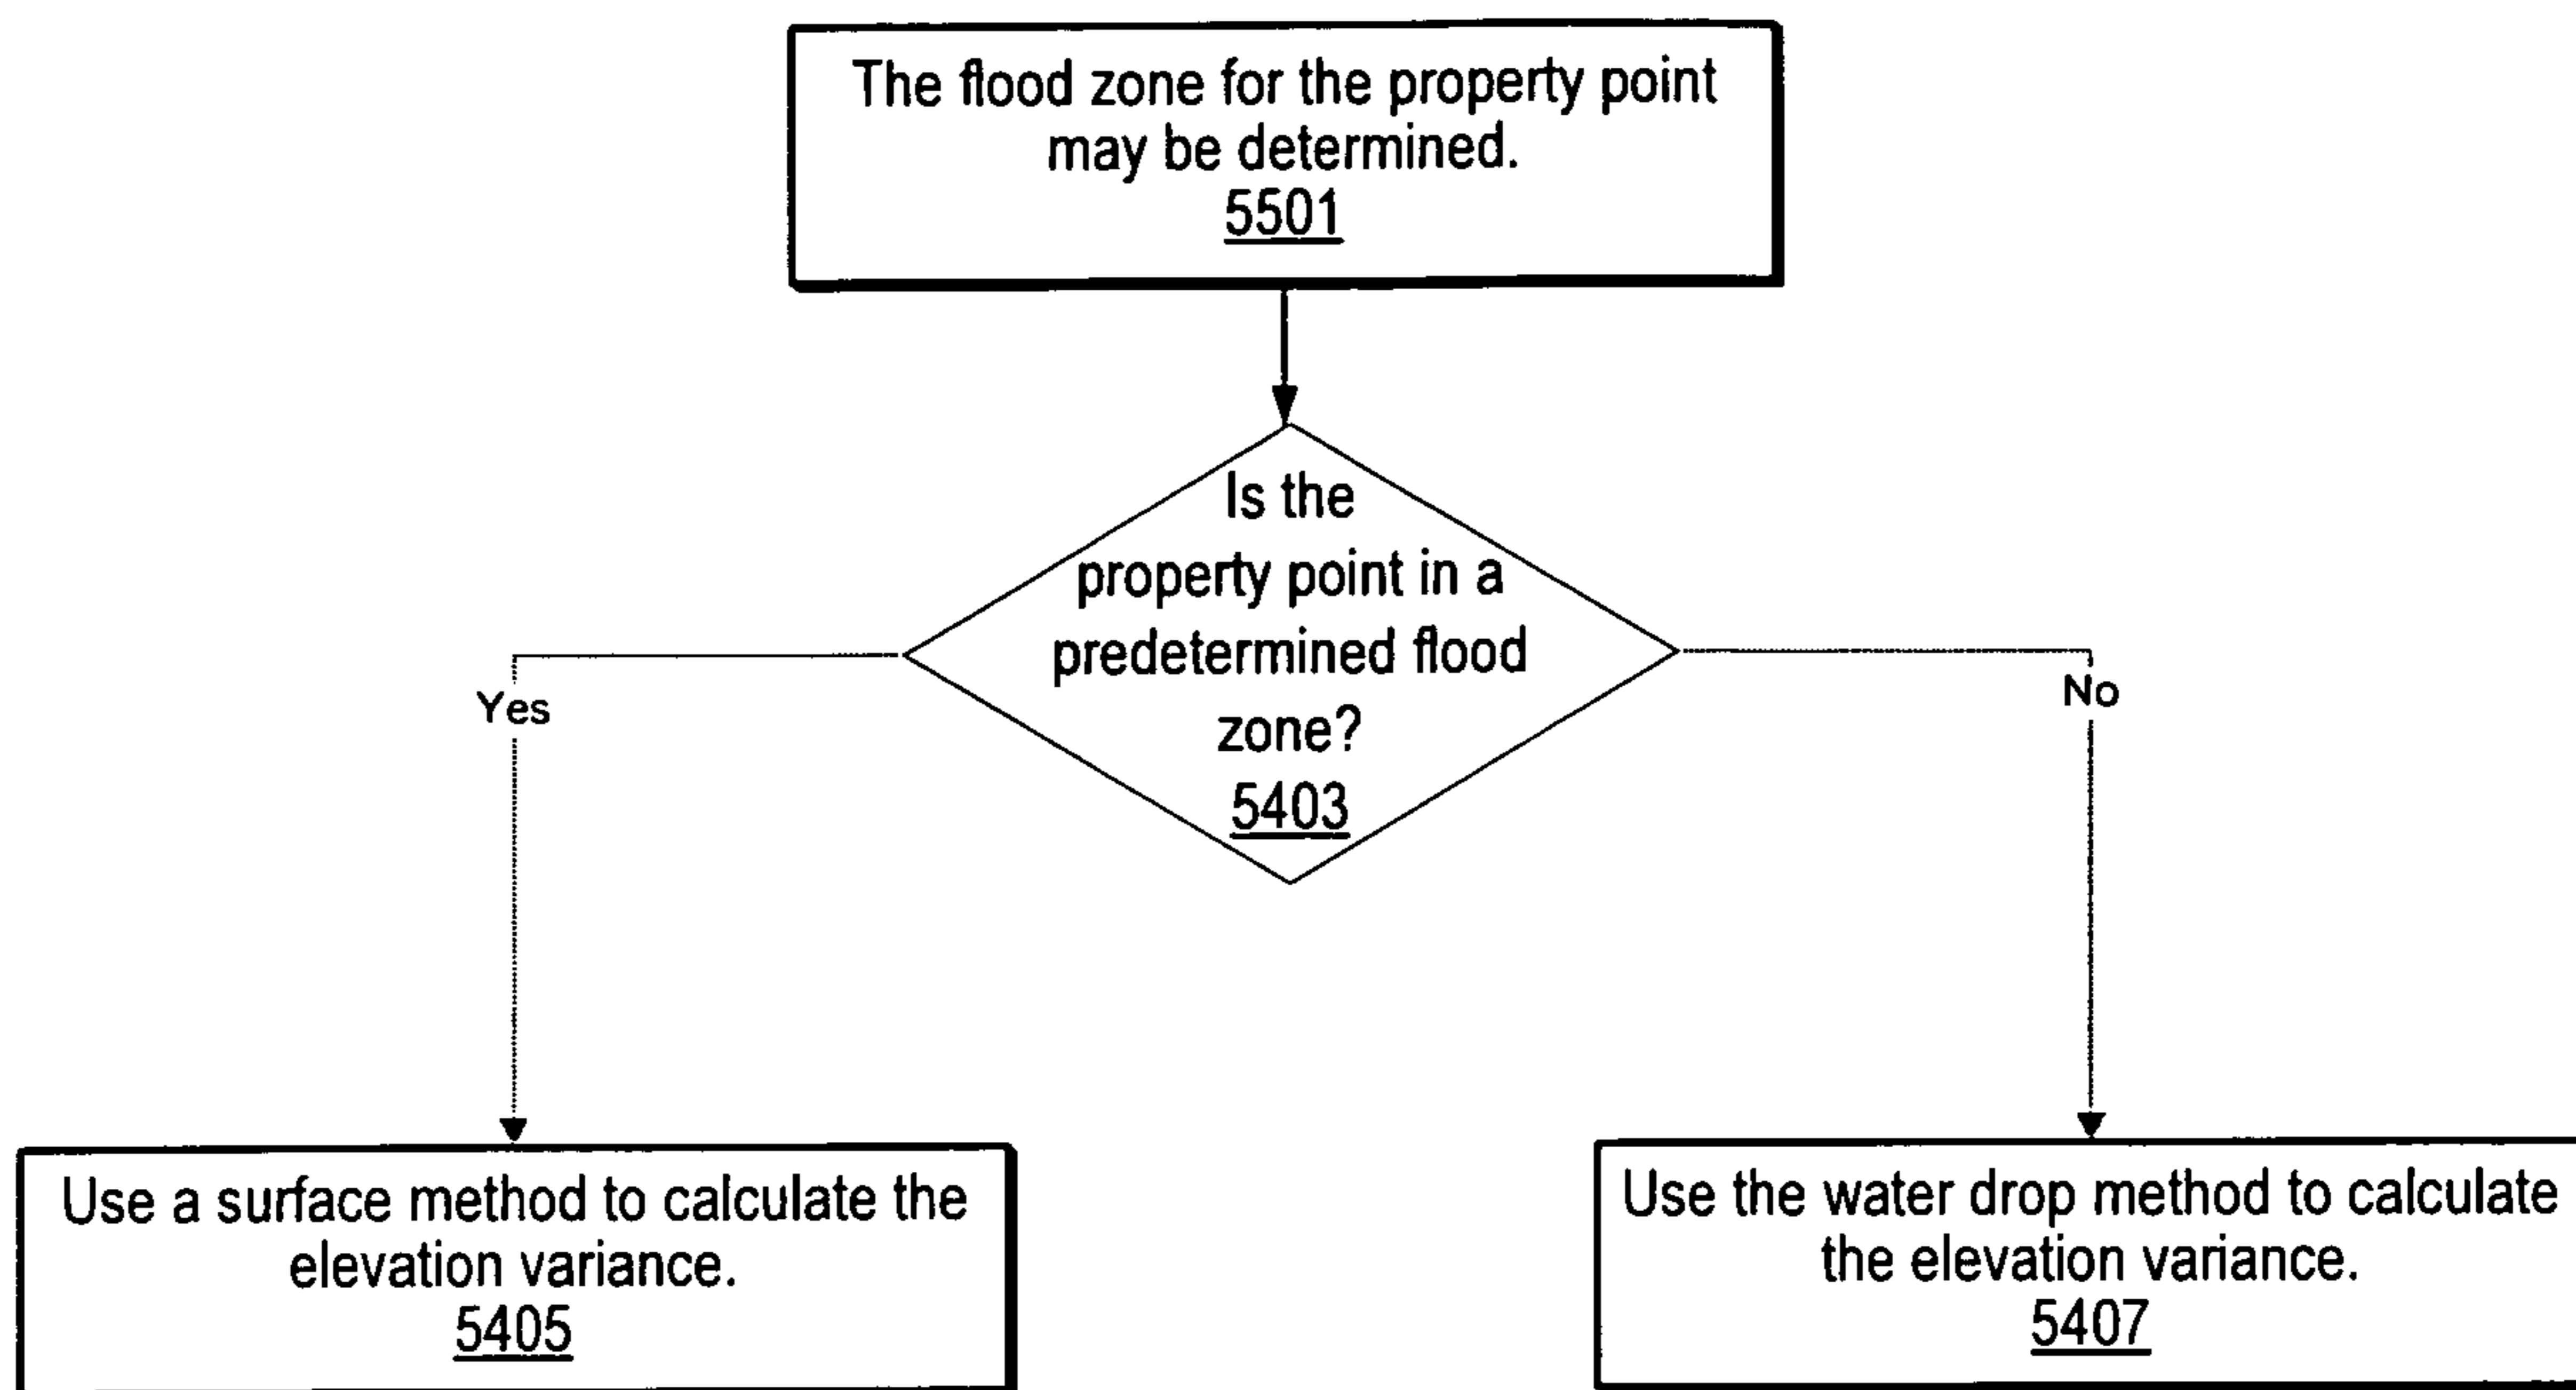 The flood zone for the property point
may be determined.
5501
Is the
property point in a
predetermined flood
zone?
5403
Yes
No
Use a surface method to calculate the
elevation variance.
5405
Use the water drop method to calculate
the elevation variance.
5407